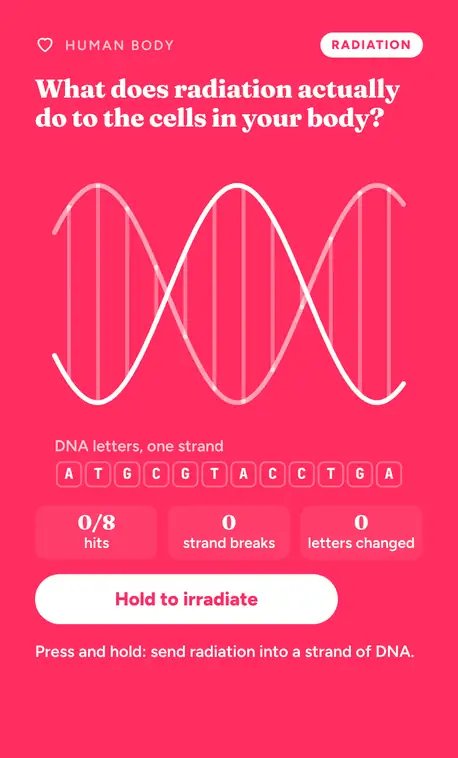 HUMAN BODY
RADIATION
What does radiation actually
do to the cells in your body?
DNA letters, one strand
A T G C G T A C C T G A
0/8
hits
0
strand breaks
0
letters changed
Hold to irradiate
Press and hold: send radiation into a strand of DNA.